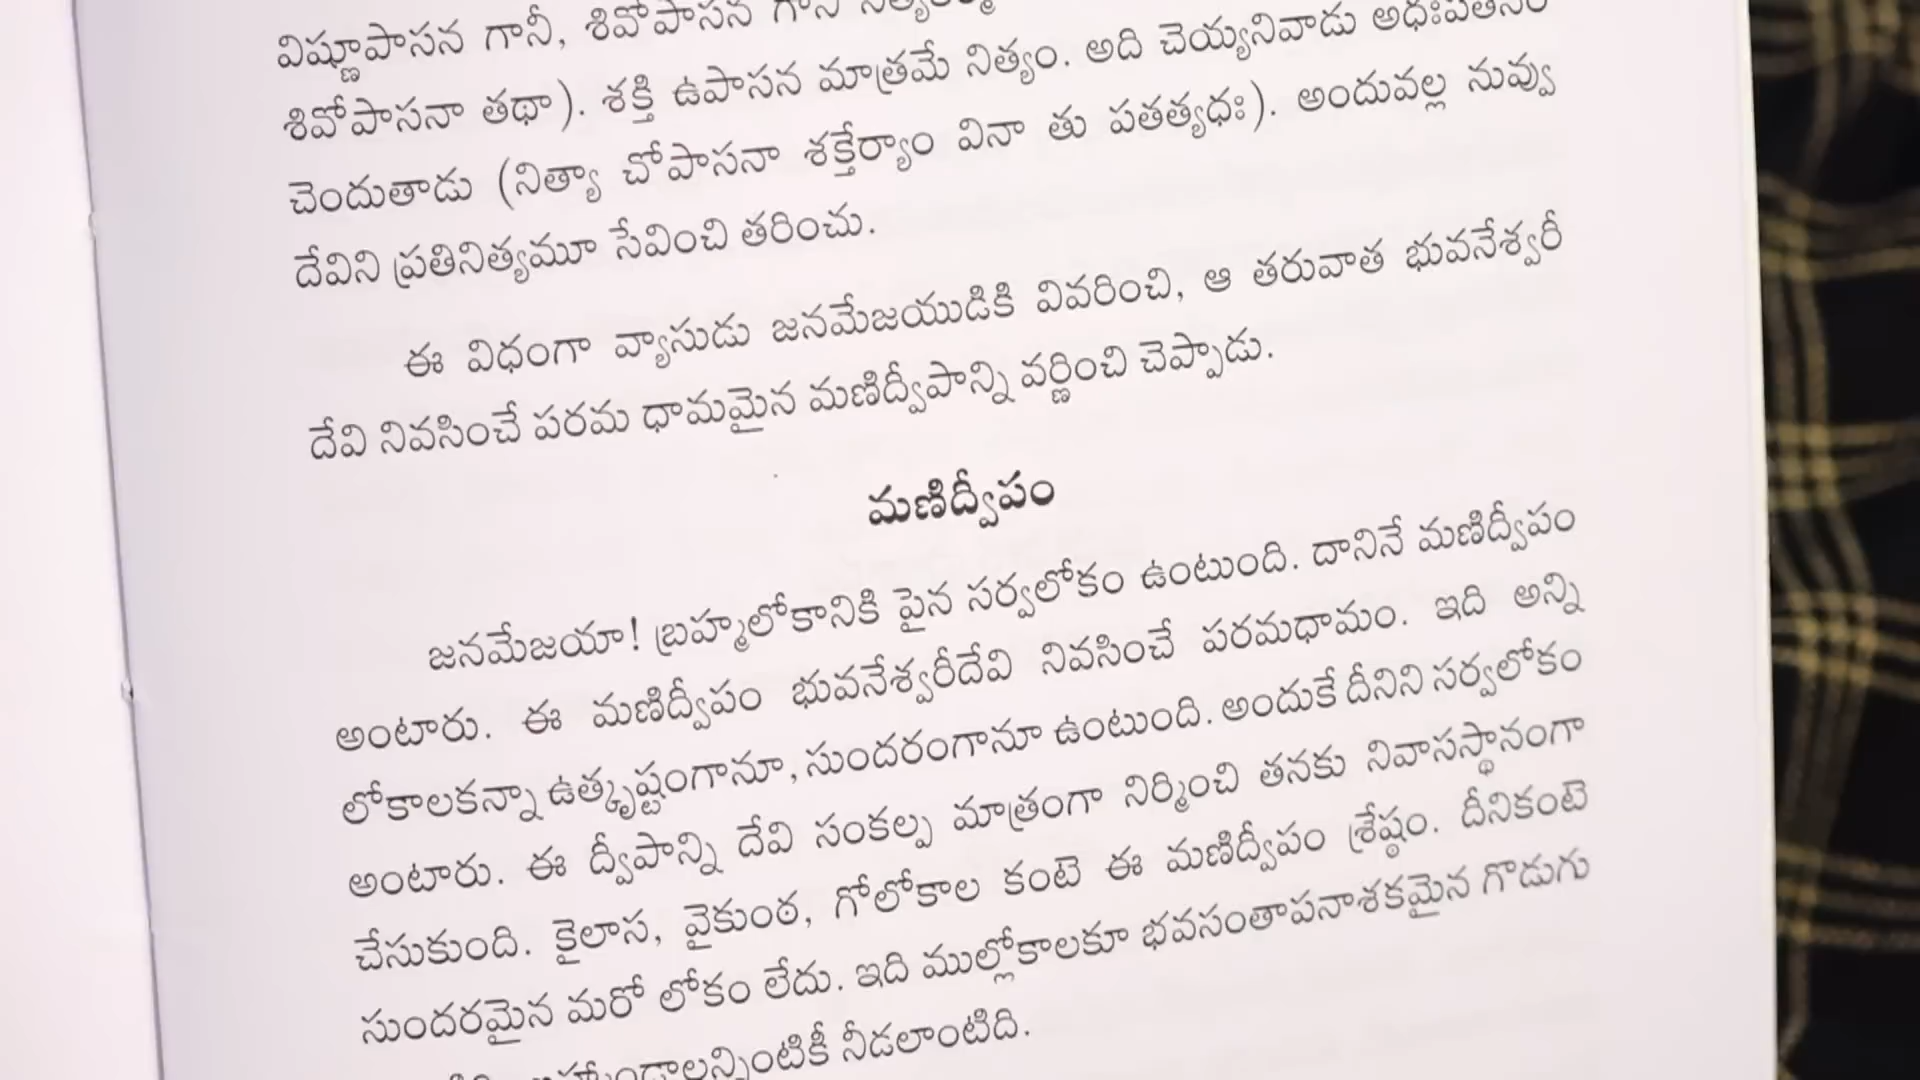 విష్ణూపాసన గానీ, శివోపాసన గానీ
శివోపాసనా తథా). శక్తి ఉపాసన మాత్రమే నిత్యం. అది చెయ్యనివాడు అధఃపతనం
చెందుతాడు (నిత్యా చోపాసనా శక్తేర్యాం వినా తు పతత్యధః). అందువల్ల నువ్వు
దేవిని ప్రతినిత్యమూ సేవించి తరించు.
ఈ విధంగా వ్యాసుడు జనమేజయుడికి వివరించి, ఆ తరువాత భువనేశ్వరీ
దేవి నివసించే పరమ ధామమైన మణిద్వీపాన్ని వర్ణించి చెప్పాడు.
మణిద్వీపం
జనమేజయా! బ్రహ్మలోకానికి పైన సర్వలోకం ఉంటుంది. దానినే మణిద్వీపం
అంటారు. ఈ మణిద్వీపం భువనేశ్వరీదేవి నివసించే పరమధామం. ఇది అన్ని
లోకాలకన్నా ఉత్కృష్టంగానూ, సుందరంగానూ ఉంటుంది. అందుకే దీనిని సర్వలోకం
అంటారు. ఈ ద్వీపాన్ని దేవి సంకల్ప మాత్రంగా నిర్మించి తనకు నివాసస్థానంగా
చేసుకుంది. కైలాస, వైకుంఠ, గోలోకాల కంటె ఈ మణిద్వీపం శ్రేష్ఠం. దీనికంటె
సుందరమైన మరో లోకం లేదు. ఇది ముల్లోకాలకూ భవసంతాపనాశకమైన గొడుగు
నీడలాంటిది.